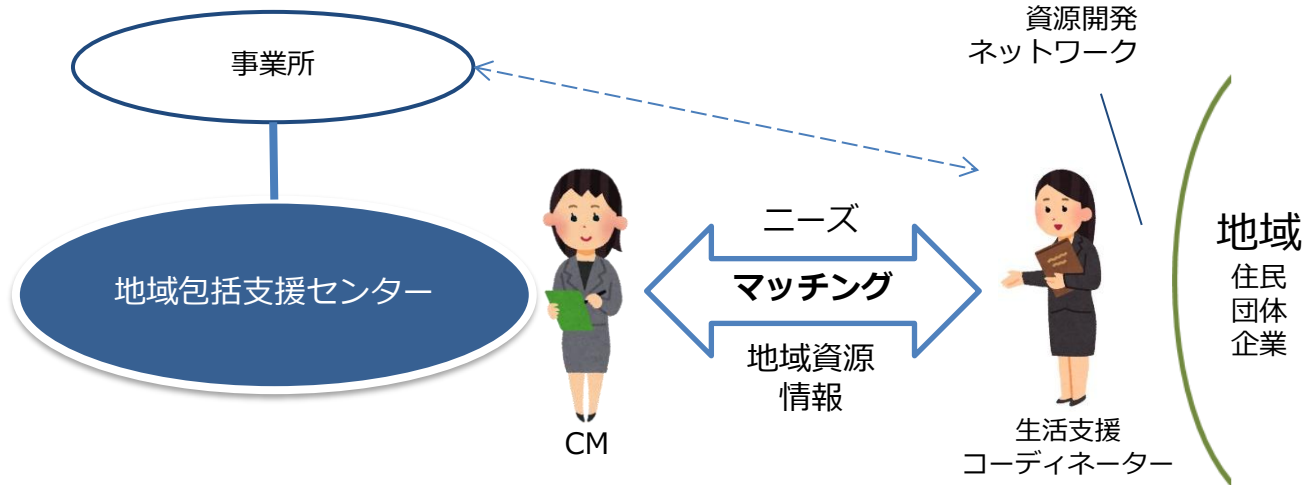 事業所
地域包括支援センター
CM
ニーズ
マッチング
地域資源
情報
資源開発
ネットワーク
生活支援
コーディネーター
地域
住民
団体
企業